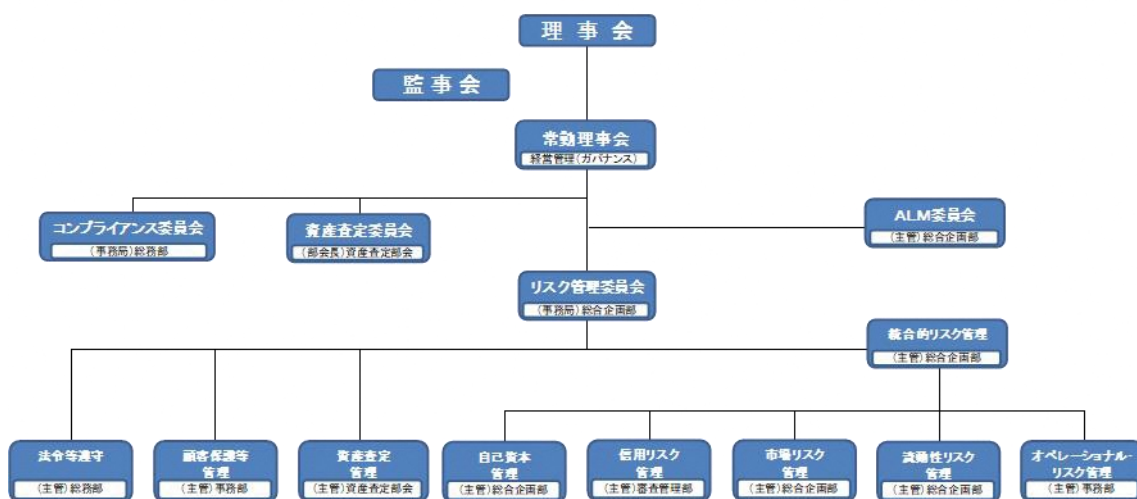 理事会
監事会
常勤理事会
経営管理(ガバナンス)
コンプライアンス委員会
(事務局)総務部
資産査定委員会
(部会長)資産査定部会
ALM委員会
(主管)総合企画部
リスク管理委員会
(事務局)総合企画部
統合的リスク管理
(主管)総合企画部
法令等遵守
(主管)総務部
顧客保護等
管理
(主管)事務部
資産査定
管理
(主管)資産査定部会
自己資本
管理
(主管)総合企画部
信用リスク
管理
(主管)審査管理部
市場リスク
管理
(主管)総合企画部
流動性リスク
管理
(主管)総合企画部
オペレーショナル・
リスク管理
(主管)事務部